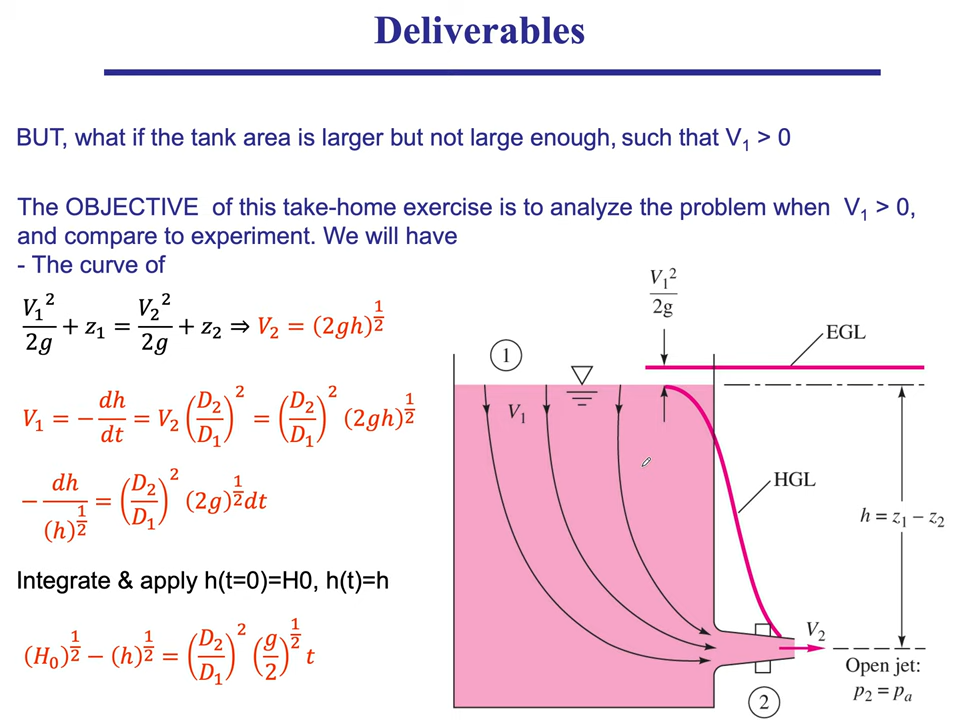 Deliverables
BUT, what if the tank area is larger but not large enough, such that V₁ > 0
The OBJECTIVE of this take-home exercise is to analyze the problem when V₁ > 0,
and compare to experiment. We will have
- The curve of
V₁²/2g + z₁ = V₂²/2g + z₂ ⇒ V₂ = (2gh)^(1/2)
V₁ = − dh/dt = V₂ (D₂/D₁)² = (D₂/D₁)² (2gh)^(1/2)
− dh/(h)^(1/2) = (D₂/D₁)² (2g)^(1/2) dt
Integrate & apply h(t=0)=H0, h(t)=h
(H₀)^(1/2) − (h)^(1/2) = (D₂/D₁)² (g/2)^(1/2) t
V₁²/2g
EGL
1
V₁
HGL
h = z₁ – z₂
V₂
Open jet:
p₂ = pₐ
2